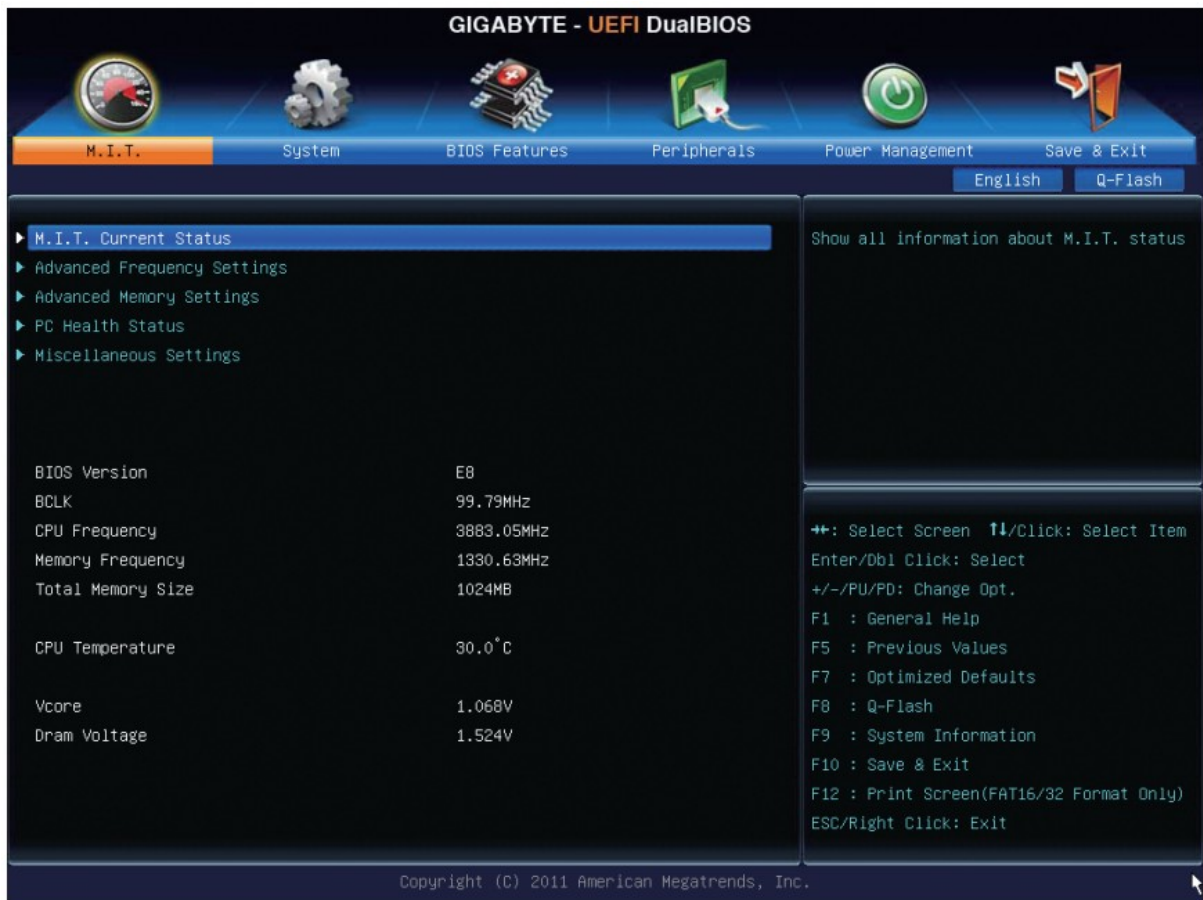 GIGABYTE - UEFI DualBIOS
M.I.T. System BIOS Features Peripherals Power Management Save & Exit
English Q-Flash
M.I.T. Current Status
Advanced Frequency Settings
Advanced Memory Settings
PC Health Status
Miscellaneous Settings
BIOS Version E8
BCLK 99.79MHz
CPU Frequency 3883.05MHz
Memory Frequency 1330.63MHz
Total Memory Size 1024MB
CPU Temperature 30.0°C
Vcore 1.068V
Dram Voltage 1.524V
Show all information about M.I.T. status
→←: Select Screen ↑↓/Click: Select Item
Enter/Dbl Click: Select
+/-/PU/PD: Change Opt.
F1 : General Help
F5 : Previous Values
F7 : Optimized Defaults
F8 : Q-Flash
F9 : System Information
F10 : Save & Exit
F12 : Print Screen(FAT16/32 Format Only)
ESC/Right Click: Exit
Copyright (C) 2011 American Megatrends, Inc.